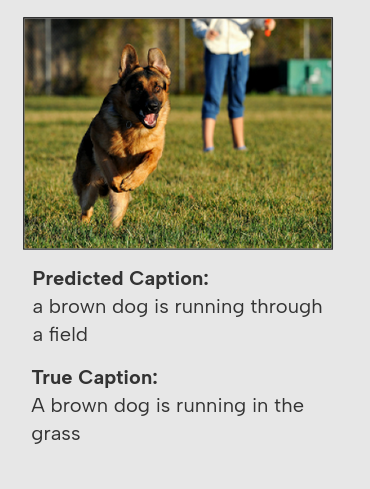 Predicted Caption:
a brown dog is running through
a field
True Caption:
A brown dog is running in the
grass